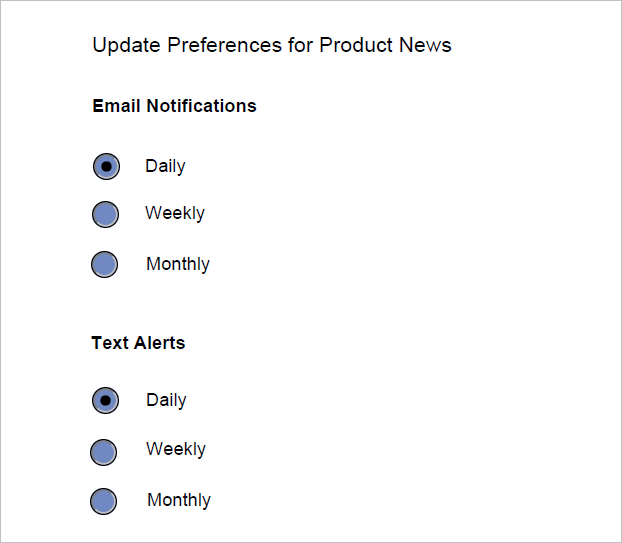 Update Preferences for Product News
Email Notifications
Daily
Weekly
Monthly
Text Alerts
Daily
Weekly
Monthly